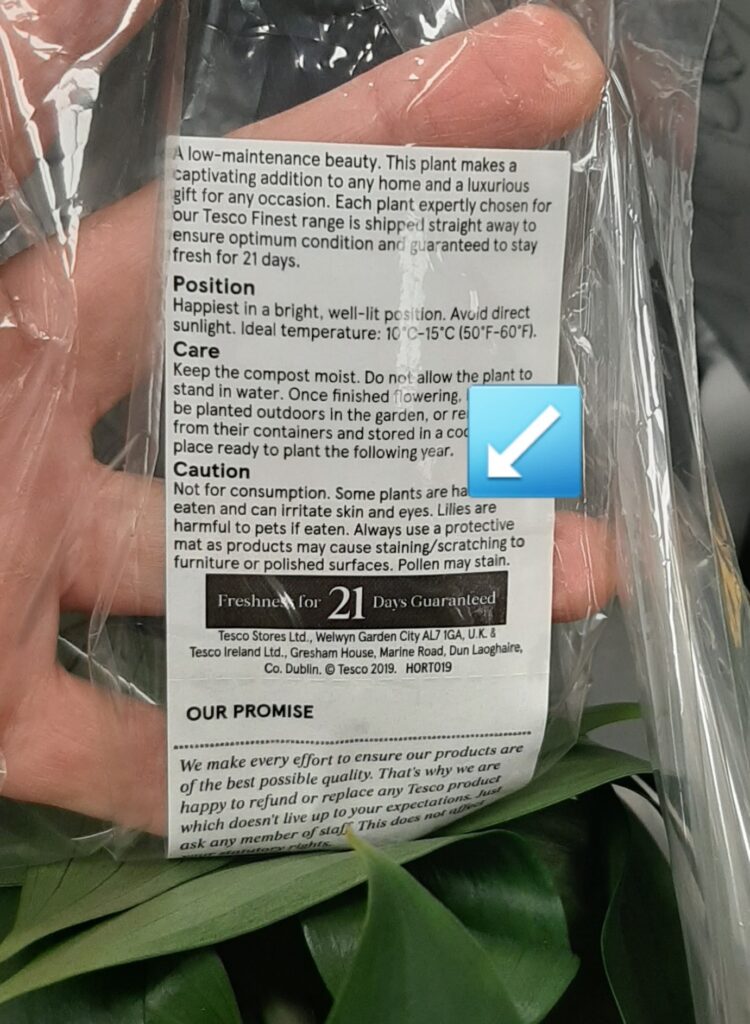 A low-maintenance beauty. This plant makes a
captivating addition to any home and a luxurious
gift for any occasion. Each plant expertly chosen for
our Tesco Finest range is shipped straight away to
ensure optimum condition and guaranteed to stay
fresh for 21 days.
Position
Happiest in a bright, well-lit position. Avoid direct
sunlight. Ideal temperature: 10°C-15°C (50°F-60°F).
Care
Keep the compost moist. Do not allow the plant to
stand in water. Once finished flowering,
be planted outdoors in the garden, or
from their containers and stored in a
place ready to plant the following year.
Caution
Not for consumption. Some plants are
eaten and can irritate skin and eyes. Lilies are
harmful to pets if eaten. Always use a protective
mat as products may cause staining/scratching to
furniture or polished surfaces. Pollen may stain.
Freshness for 21 Days Guaranteed
Tesco Stores Ltd., Welwyn Garden City AL7 1GA, U.K. &
Tesco Ireland Ltd., Gresham House, Marine Road, Dun Laoghaire,
Co. Dublin. © Tesco 2019. HORT019
OUR PROMISE
We make every effort to ensure our products are
of the best possible quality. That's why we are
happy to refund or replace any Tesco product
which doesn't live up to your expectations. Just
ask any member of staff. This does not affect
your statutory rights.